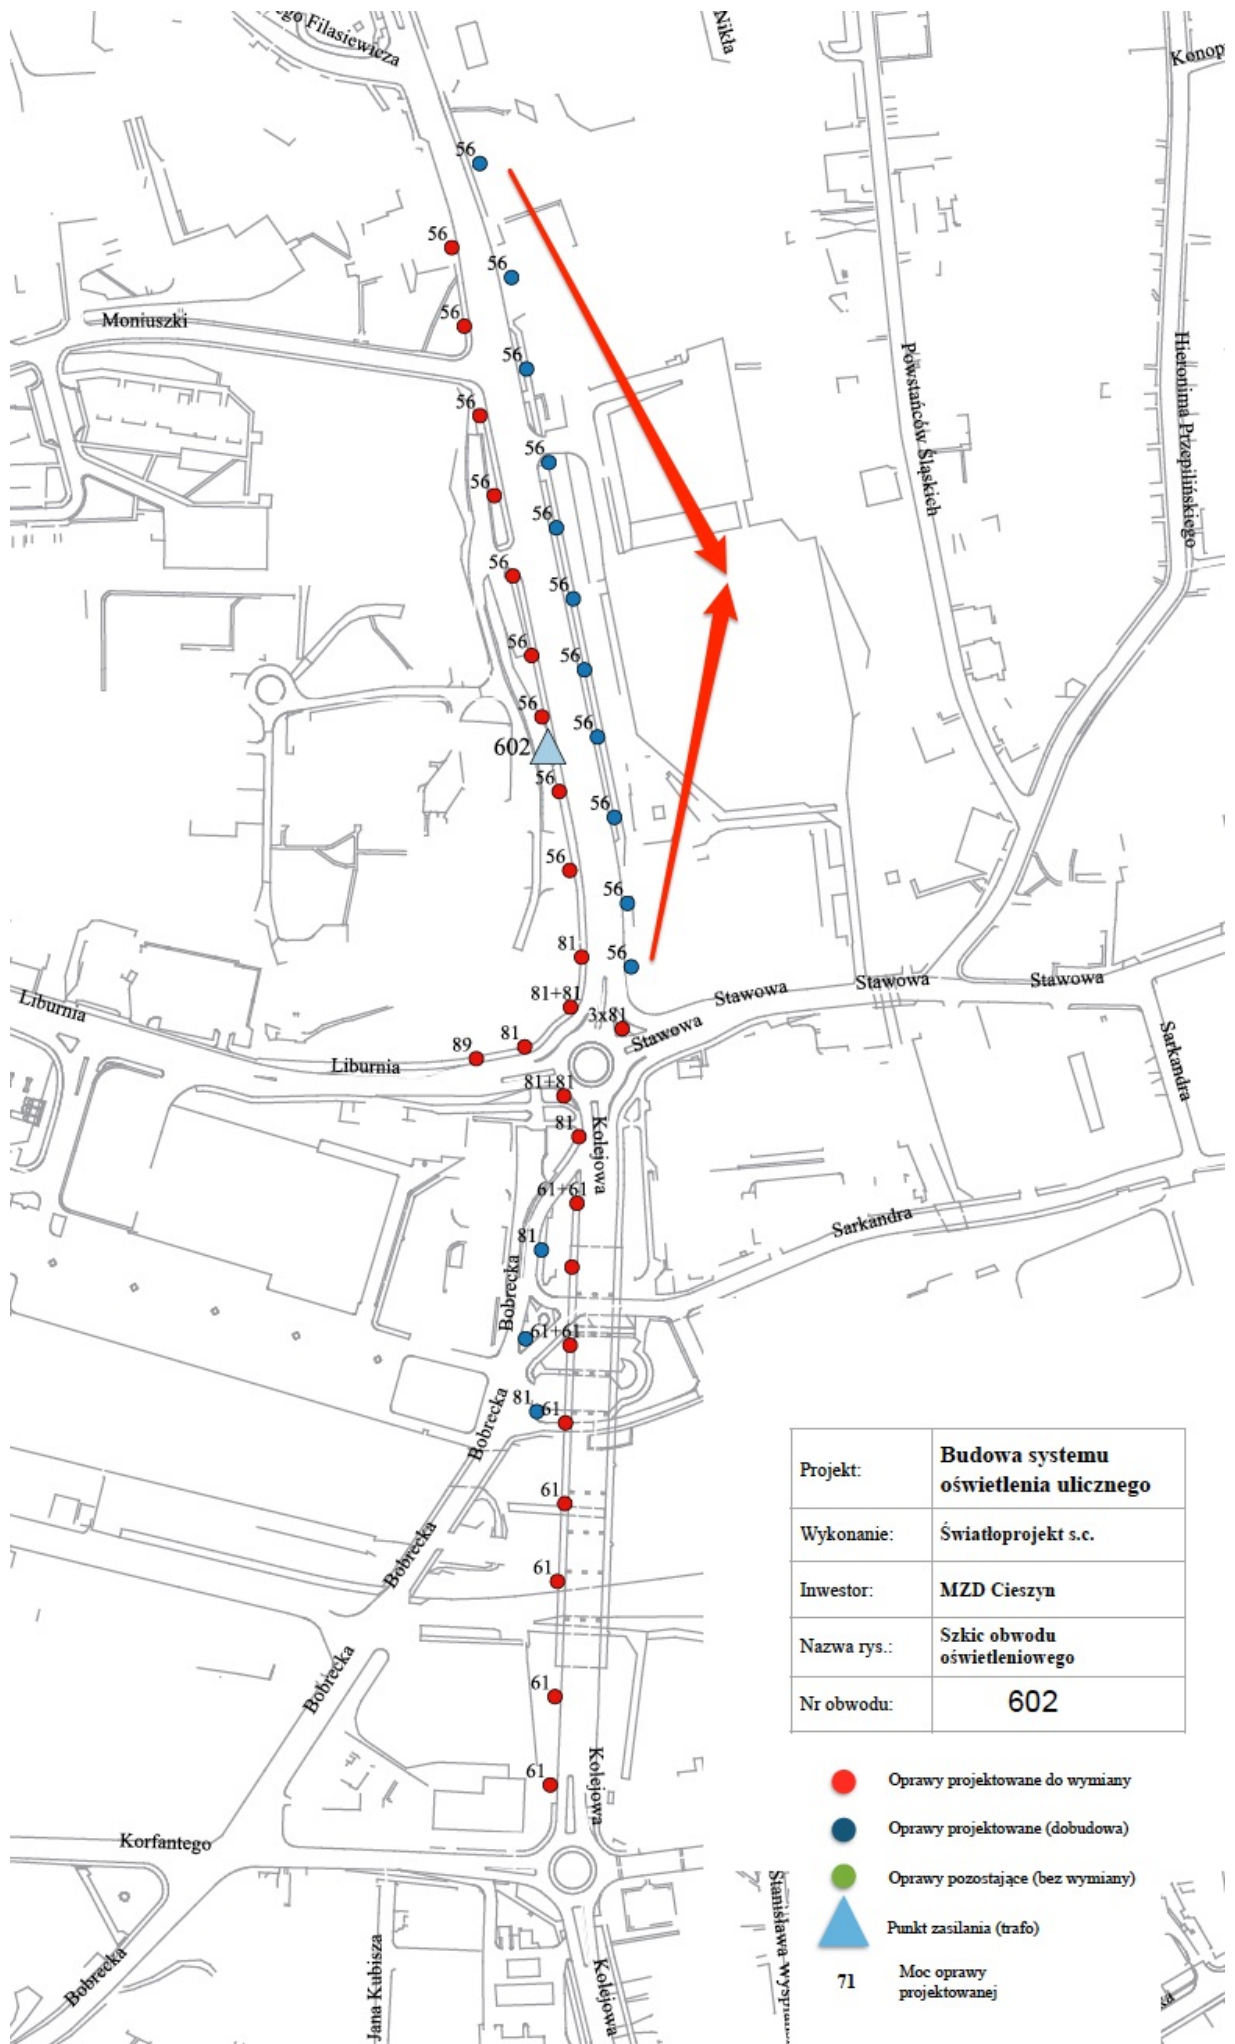 ego Filasiewicza
Nikła
Konop
56
56
56
Moniuszki
56
56
Powstańców Śląskich
Hieronima Przepilińskiego
56
56
56
56
56
56
56
56
56
56
602
56
56
56
56
81
56
81+81
3x81
Stawowa
Stawowa
Stawowa
Stawowa
Liburnia
Liburnia
89
81
Sarkandra
81+81
81
Kolejowa
61+61
81
Sarkandra
Bobrecka
61+61
81
61
Bobrecka
61
Bobrecka
61
Bobrecka
61
61
Kolejowa
Korfantego
Bobrecka
Jana Kubisza
Kolejowa
Projekt:
Budowa systemu
oświetlenia ulicznego
Wykonanie:
Światłoprojekt s.c.
Inwestor:
MZD Cieszyn
Nazwa rys.:
Szkic obwodu
oświetleniowego
Nr obwodu:
602
Oprawy projektowane do wymiany
Oprawy projektowane (dobudowa)
Oprawy pozostające (bez wymiany)
Punkt zasilania (trafo)
71
Moc oprawy
projektowanej
Stanisława Wyspiań
ka